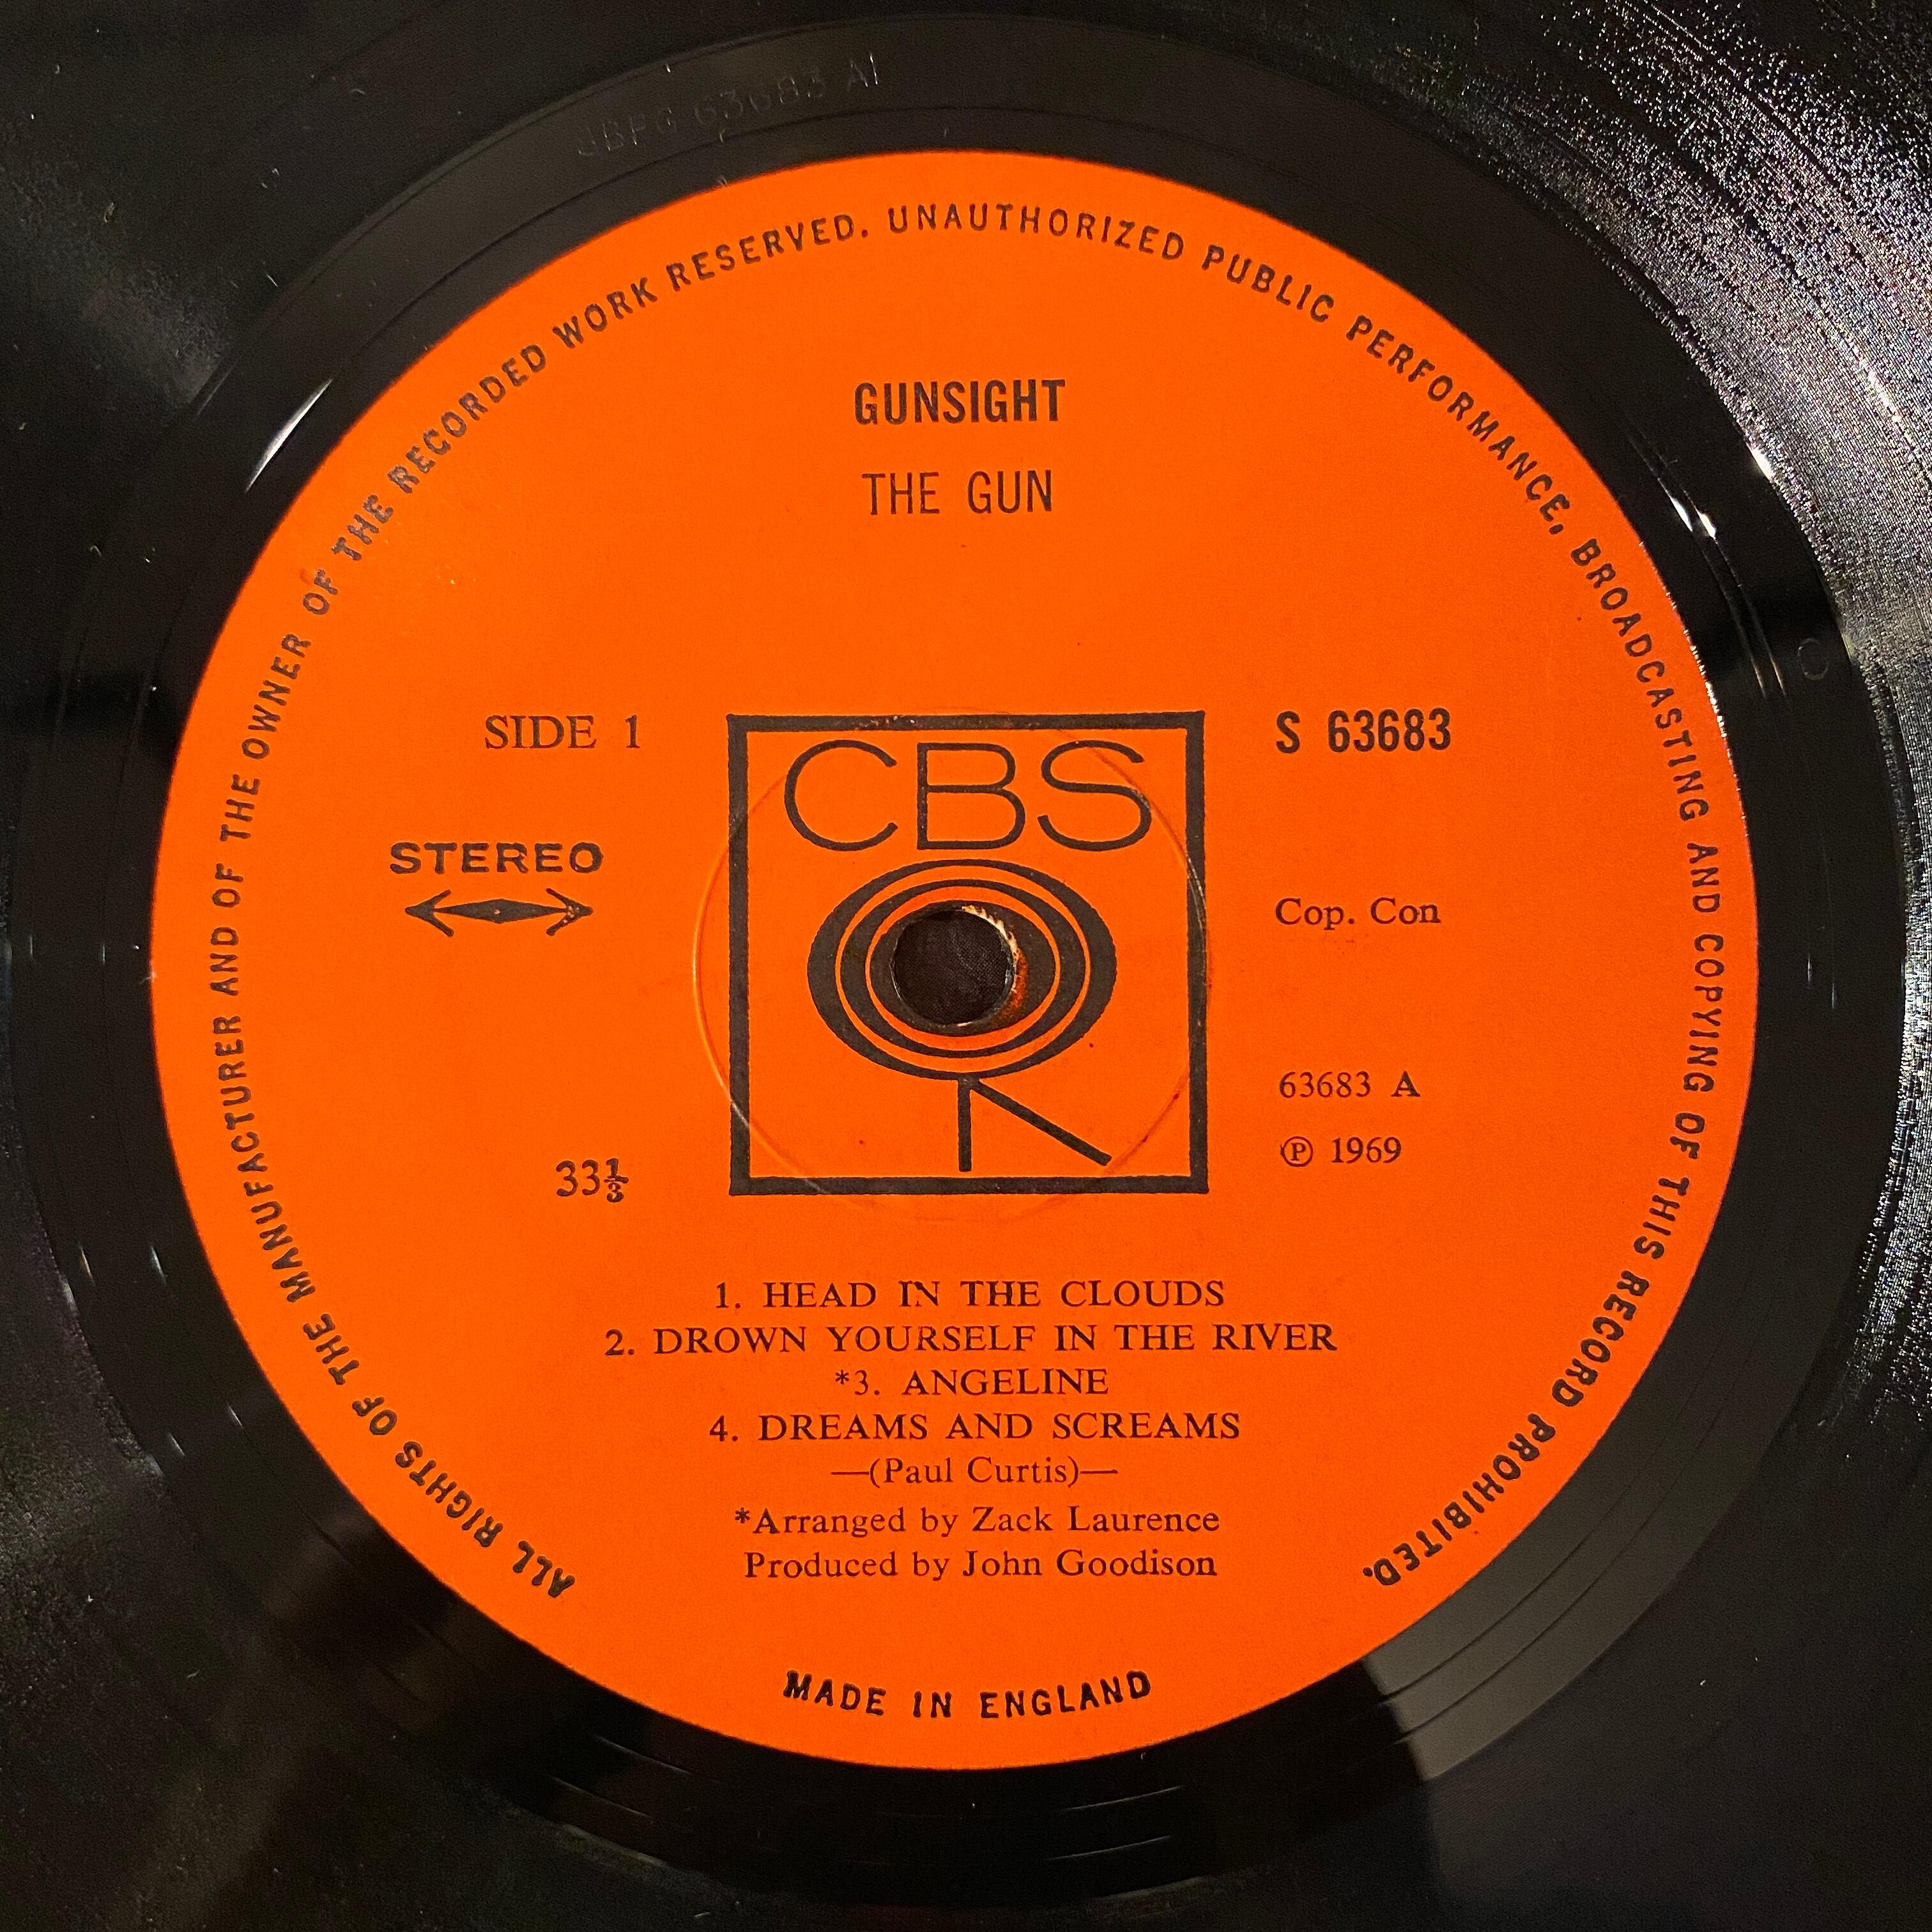 SBPG 63683 A1
ALL RIGHTS OF THE MANUFACTURER AND OF THE OWNER OF THE RECORDED WORK RESERVED. UNAUTHORIZED PUBLIC PERFORMANCE, BROADCASTING AND COPYING OF THIS RECORD PROHIBITED.
GUNSIGHT
THE GUN
SIDE 1
STEREO
33⅓
CBS
S 63683
Cop. Con
63683 A
℗ 1969
1. HEAD IN THE CLOUDS
2. DROWN YOURSELF IN THE RIVER
*3. ANGELINE
4. DREAMS AND SCREAMS
—(Paul Curtis)—
*Arranged by Zack Laurence
Produced by John Goodison
MADE IN ENGLAND